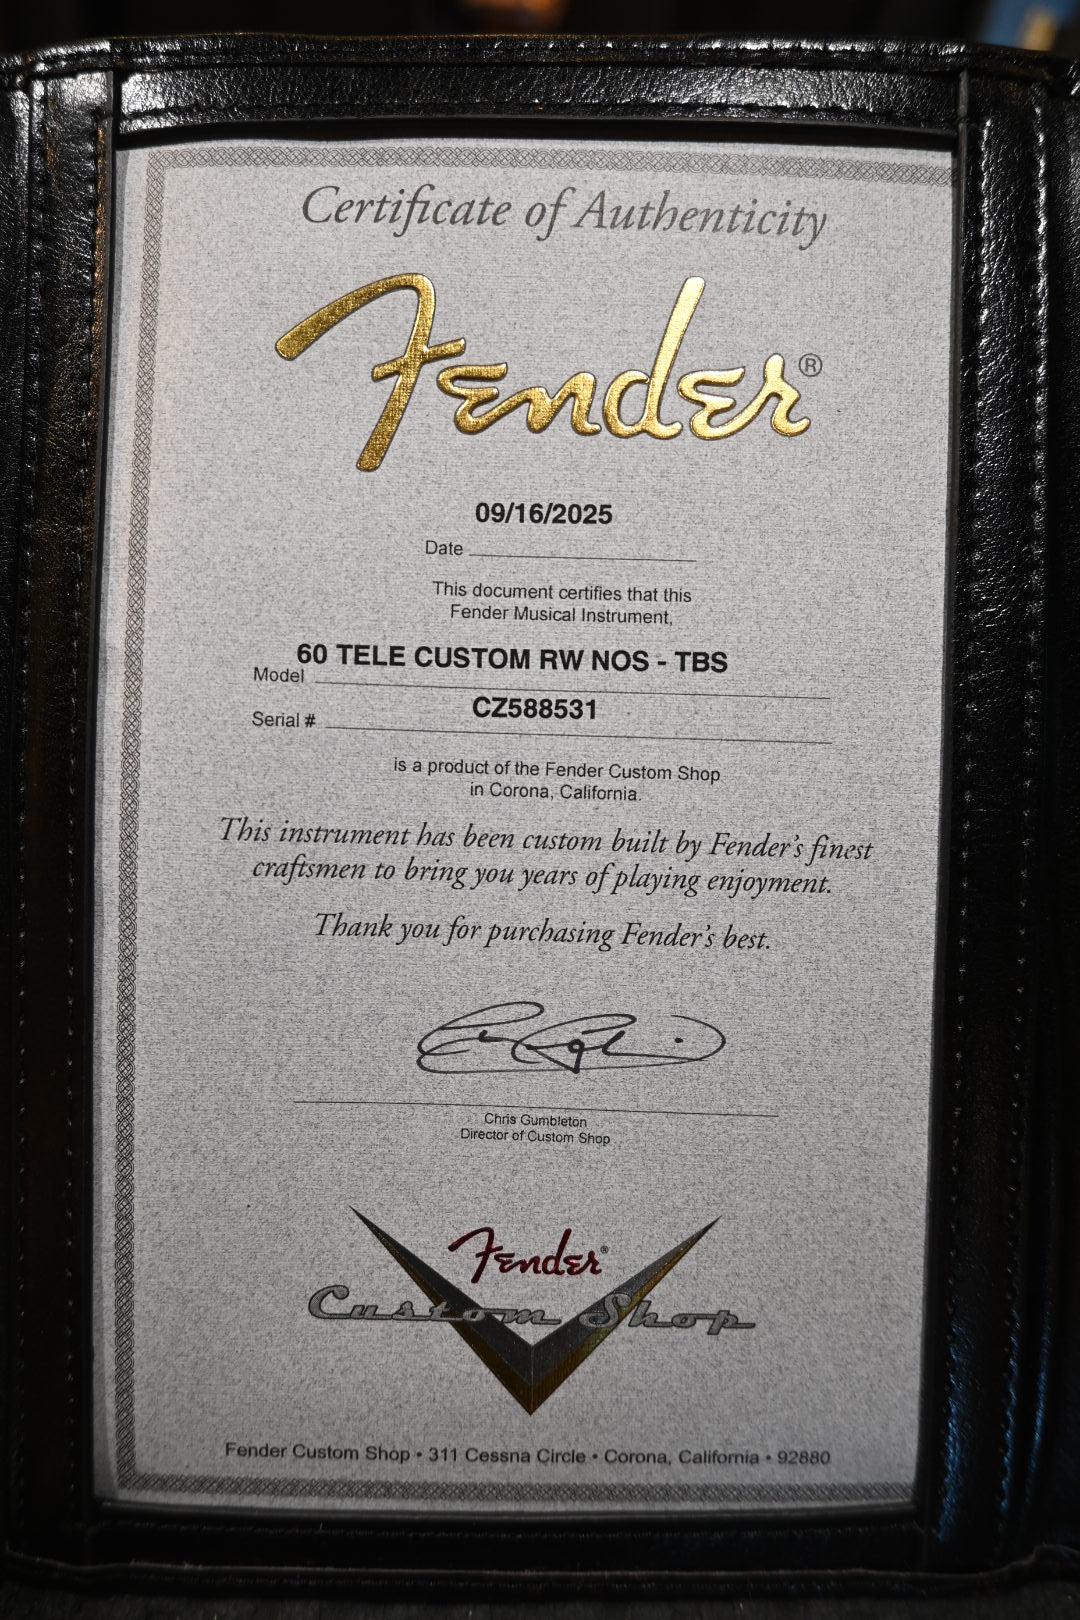 Certificate of Authenticity
Fender®
09/16/2025
Date
This document certifies that this
Fender Musical Instrument,
60 TELE CUSTOM RW NOS - TBS
Model
CZ588531
Serial #
is a product of the Fender Custom Shop
in Corona, California.
This instrument has been custom built by Fender's finest
craftsmen to bring you years of playing enjoyment.
Thank you for purchasing Fender's best.
Chris Gumbleton
Director of Custom Shop
Fender®
Custom Shop
Fender Custom Shop • 311 Cessna Circle • Corona, California • 92880